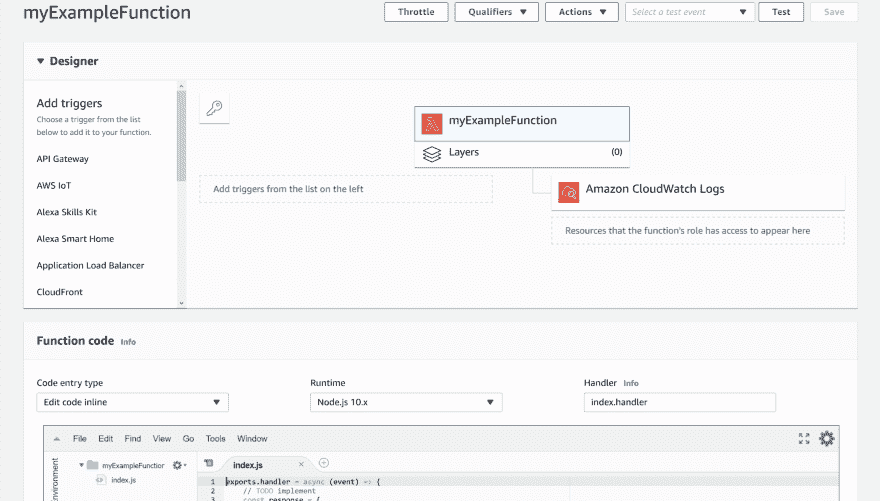 myExampleFunction
Throttle
Qualifiers
Actions
Select a test event
Test
Save
Designer
Add triggers
Choose a trigger from the list
below to add it to your function.
API Gateway
AWS IoT
Alexa Skills Kit
Alexa Smart Home
Application Load Balancer
CloudFront
myExampleFunction
Layers (0)
Add triggers from the list on the left
Amazon CloudWatch Logs
Resources that the function's role has access to appear here
Function code Info
Code entry type
Edit code inline
Runtime
Node.js 10.x
Handler Info
index.handler
File Edit Find View Go Tools Window
myExampleFunction
index.js
index.js
1 exports.handler = async (event) => {
2 // TODO implement
3 const response = {